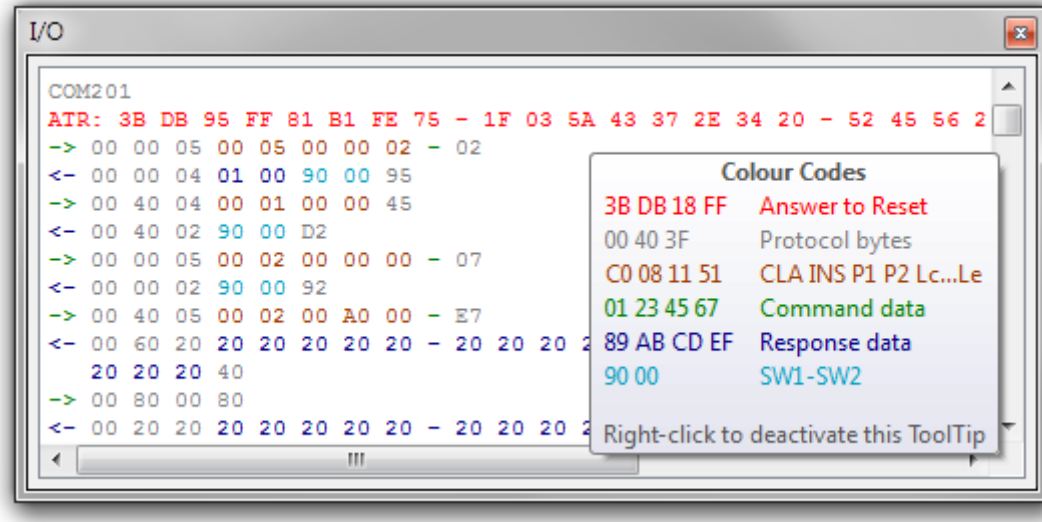 I/O
COM201
ATR: 3B DB 95 FF 81 B1 FE 75 - 1F 03 5A 43 37 2E 34 20 - 52 45 56 2
-> 00 00 05 00 05 00 00 02 - 02
<- 00 00 04 01 00 90 00 95
-> 00 40 04 00 01 00 00 45
<- 00 40 02 90 00 D2
-> 00 00 05 00 02 00 00 00 - 07
<- 00 00 02 90 00 92
-> 00 40 05 00 02 00 A0 00 - E7
<- 00 60 20 20 20 20 20 20 - 20 20 20 2
20 20 20 40
-> 00 80 00 80
<- 00 20 20 20 20 20 20 20 - 20 20 20 2
Colour Codes
3B DB 18 FF Answer to Reset
00 40 3F Protocol bytes
C0 08 11 51 CLA INS P1 P2 Lc...Le
01 23 45 67 Command data
89 AB CD EF Response data
90 00 SW1-SW2
Right-click to deactivate this ToolTip